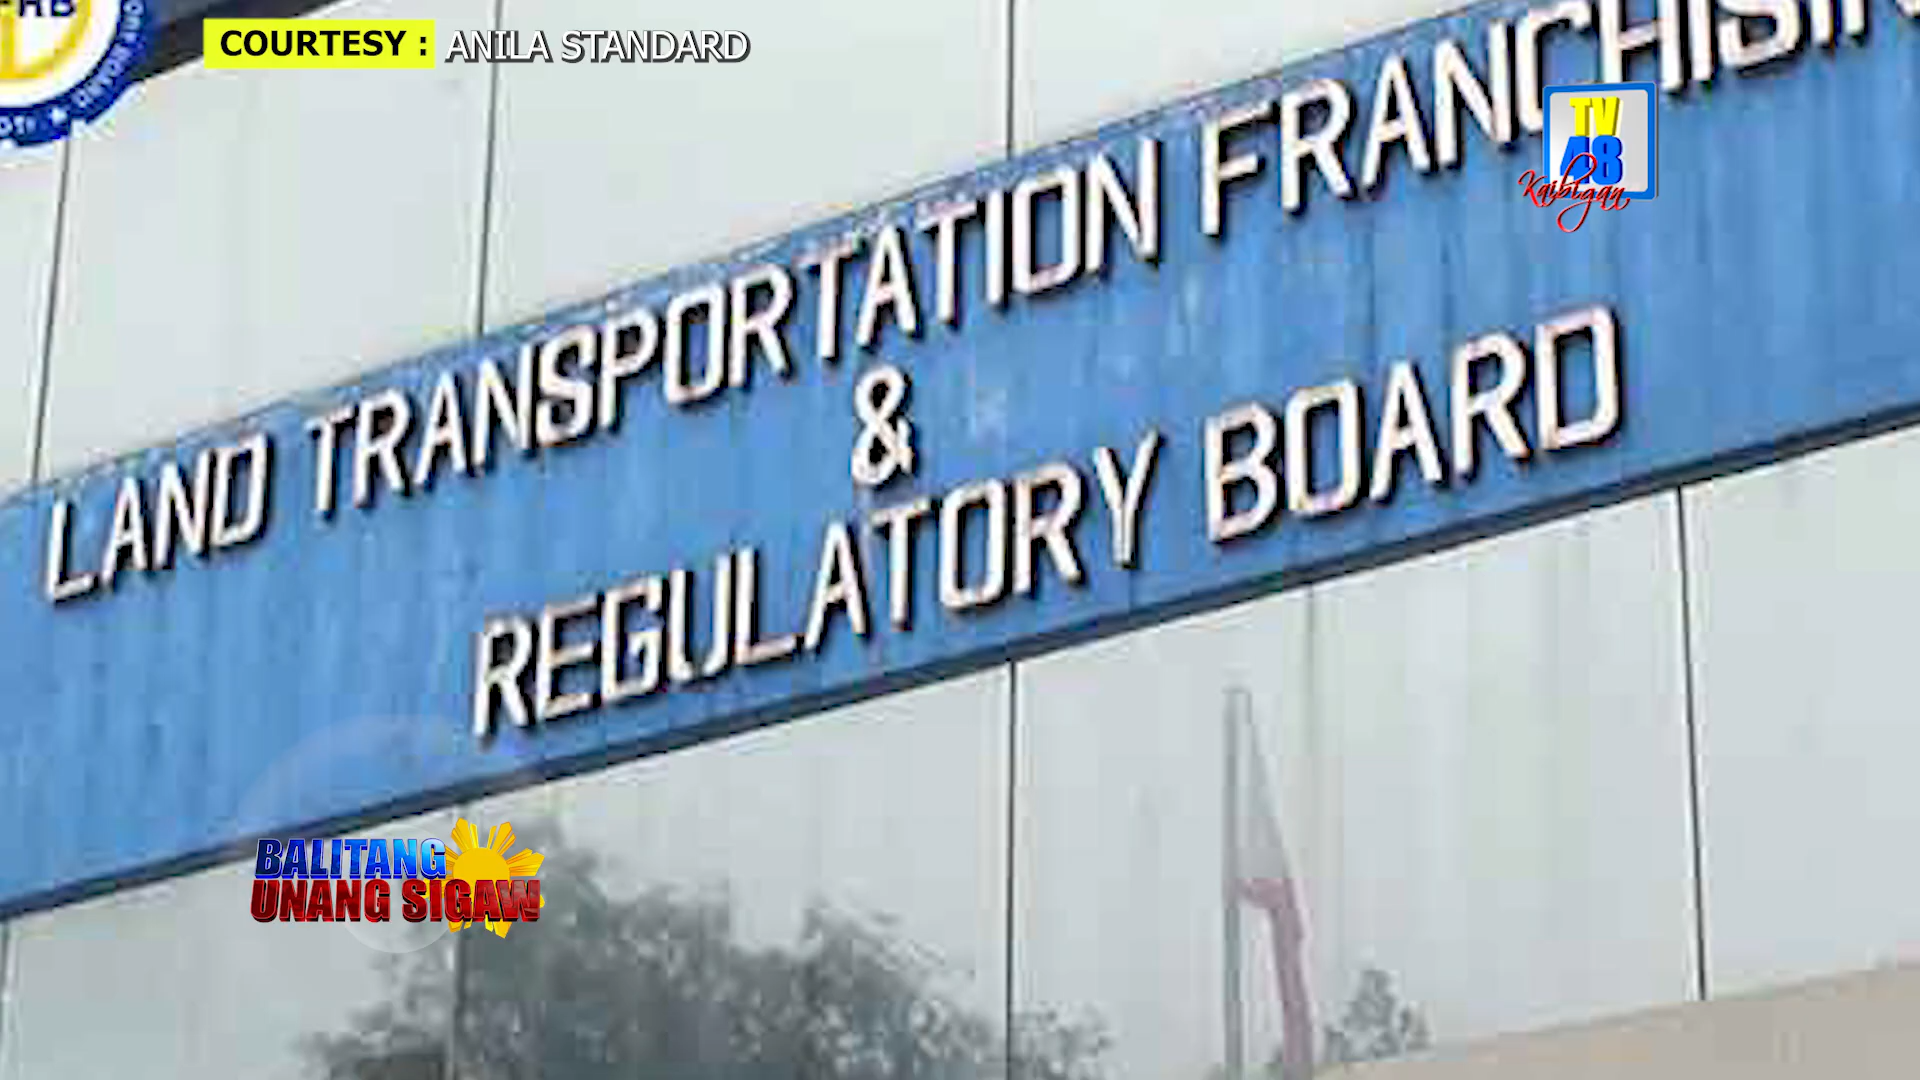 COURTESY : ANILA STANDARD
TV
48
Kaibigan
LAND TRANSPORTATION FRANCHISIN
&
REGULATORY BOARD
BALITANG
UNANG SIGAW